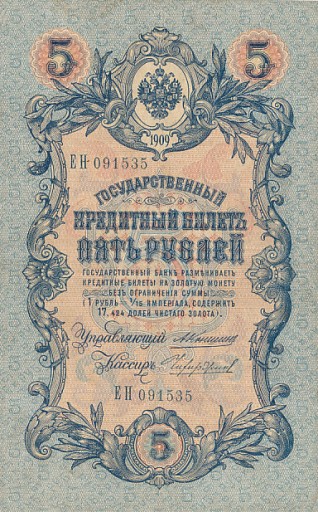 5 5
1909
ЕН 091535
ГОСУДАРСТВЕННЫЙ
КРЕДИТНЫЙ БИЛЕТЪ
ПЯТЬ РУБЛЕЙ
ГОСУДАРСТВЕННЫЙ БАНКЪ РАЗМѢНИВАЕТЪ
КРЕДИТНЫЕ БИЛЕТЫ НА ЗОЛОТУЮ МОНЕТУ
БЕЗЪ ОГРАНИЧЕНІЯ СУММЫ
(1 РУБЛЬ = 1/15 ИМПЕРІАЛА, СОДЕРЖИТЪ
17,424 ДОЛЕЙ ЧИСТАГО ЗОЛОТА).
Управляющій
Кассиръ
ЕН 091535
5